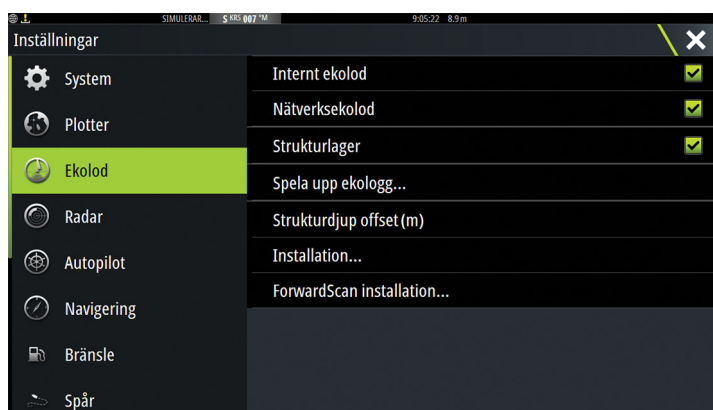 SIMULERAR... S KRS 007 °M 9:05:22 8.9 m
Inställningar
System
Plotter
Ekolod
Radar
Autopilot
Navigering
Bränsle
Spår
Internt ekolod
Nätverksekolod
Strukturlager
Spela upp ekologg...
Strukturdjup offset (m)
Installation...
ForwardScan installation...